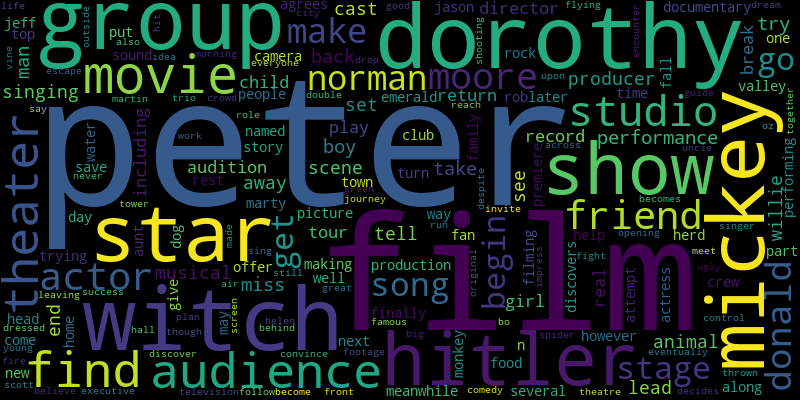 life
jeff
top
vine
outside
put
group
hit
agrees
city
cast
jason
director
good
dorothy
shooting
flying
documentary
dream
try
break
one
man
sound
also
idea
morning
make
camera
everyone
back
drop
rock
producer
encounter
fall
go
guide
valley
together
movie
norman
moore
singing
escape
martin
trio
crowd
child
people
double
emerald
return
rob
later
time
say
including
role
reach
set
studio
peter
named
play
club
record
performance
oz
water
work
story
boy
family
across
uncle
theater
save
never
audition
scene
turn
take
premiere
show
mickey
performing
rest
away
town
green
see
becomes
willie
tower
marty
journey
despite
invite
friend
singer
day
aunt
dog
star
get
picture
way
run
opening
meet
trying
made
sing
tour
tell
fan
begin
filming
help
herd
part
actor
musical
offer
still
making
production
original
impress
discovers
fight
real
ugly
donald
leaving
success
give
air
miss
well
song
girl
attempt
actress
crew
head
end
home
witch
may
screen
great
film
control
dressed
plan
finally
big
bo
spider
thrown
come
hall
though
helen
behind
famous
however
eventually
young
fire
discover
convince
next
footage
monkey
hitler
n
animal
new
find
audience
food
stage
scott
believe
executive
television
follow
become
front
meanwhile
comedy
several
theatre
lead
decides
along